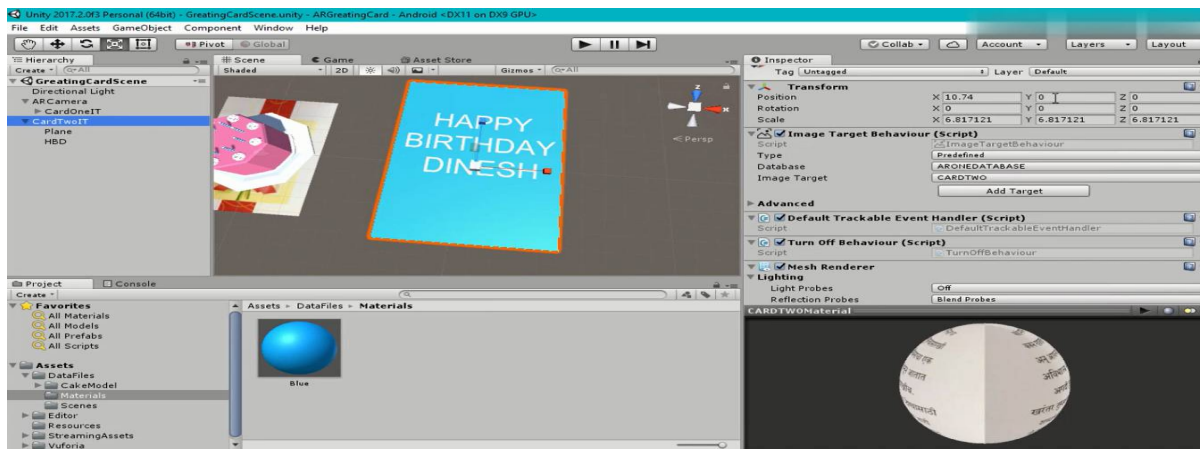 Unity 2017.2.0f3 Personal (64bit) - GreatingCardScene.unity - ARGreatingCard - Android <DX11 on DX9 GPU>
File Edit Assets GameObject Component Window Help
Pivot Global Collab Account Layers Layout
Hierarchy
Create All
GreatingCardScene
Directional Light
ARCamera
CardOneIT
CardTwoIT
Plane
HBD
Scene Game Asset Store
Shaded 2D Gizmos All
z
x
Persp
HAPPY
BIRTHDAY
DINESH
Inspector
Tag Untagged Layer Default
Transform
Position X 10.74 Y 0 Z 0
Rotation X 0 Y 0 Z 0
Scale X 6.817121 Y 6.817121 Z 6.817121
Image Target Behaviour (Script)
Script ImageTargetBehaviour
Type Predefined
Database ARONEDATABASE
Image Target CARDTWO
Add Target
Advanced
Default Trackable Event Handler (Script)
Script DefaultTrackableEventHandler
Turn Off Behaviour (Script)
Script TurnOffBehaviour
Mesh Renderer
Lighting
Light Probes Off
Reflection Probes Blend Probes
CARDTWOMaterial
Project Console
Create
Favorites
All Materials
All Models
All Prefabs
All Scripts
Assets
DataFiles
CakeModel
Materials
Scenes
Editor
Resources
StreamingAssets
Vuforia
Assets DataFiles Materials
Blue